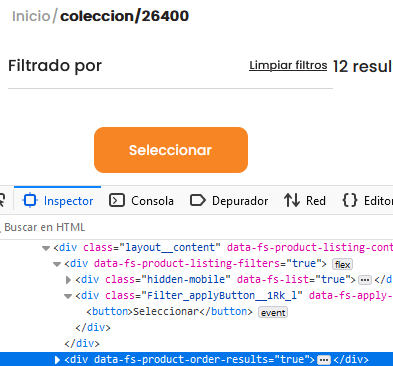 Inicio/coleccion/26400
Filtrado por Limpiar filtros 12 resul
Seleccionar
Inspector Consola Depurador Red {} Editor
Buscar en HTML
<div class="layout__content" data-fs-product-listing-cont
<div data-fs-product-listing-filters="true"> flex
<div class="hidden-mobile" data-fs-list="true">⋯</div>
<div class="Filter_applyButton__1Rk_l" data-fs-apply-
<button>Seleccionar</button> event
</div>
</div>
<div data-fs-product-order-results="true">⋯</div>